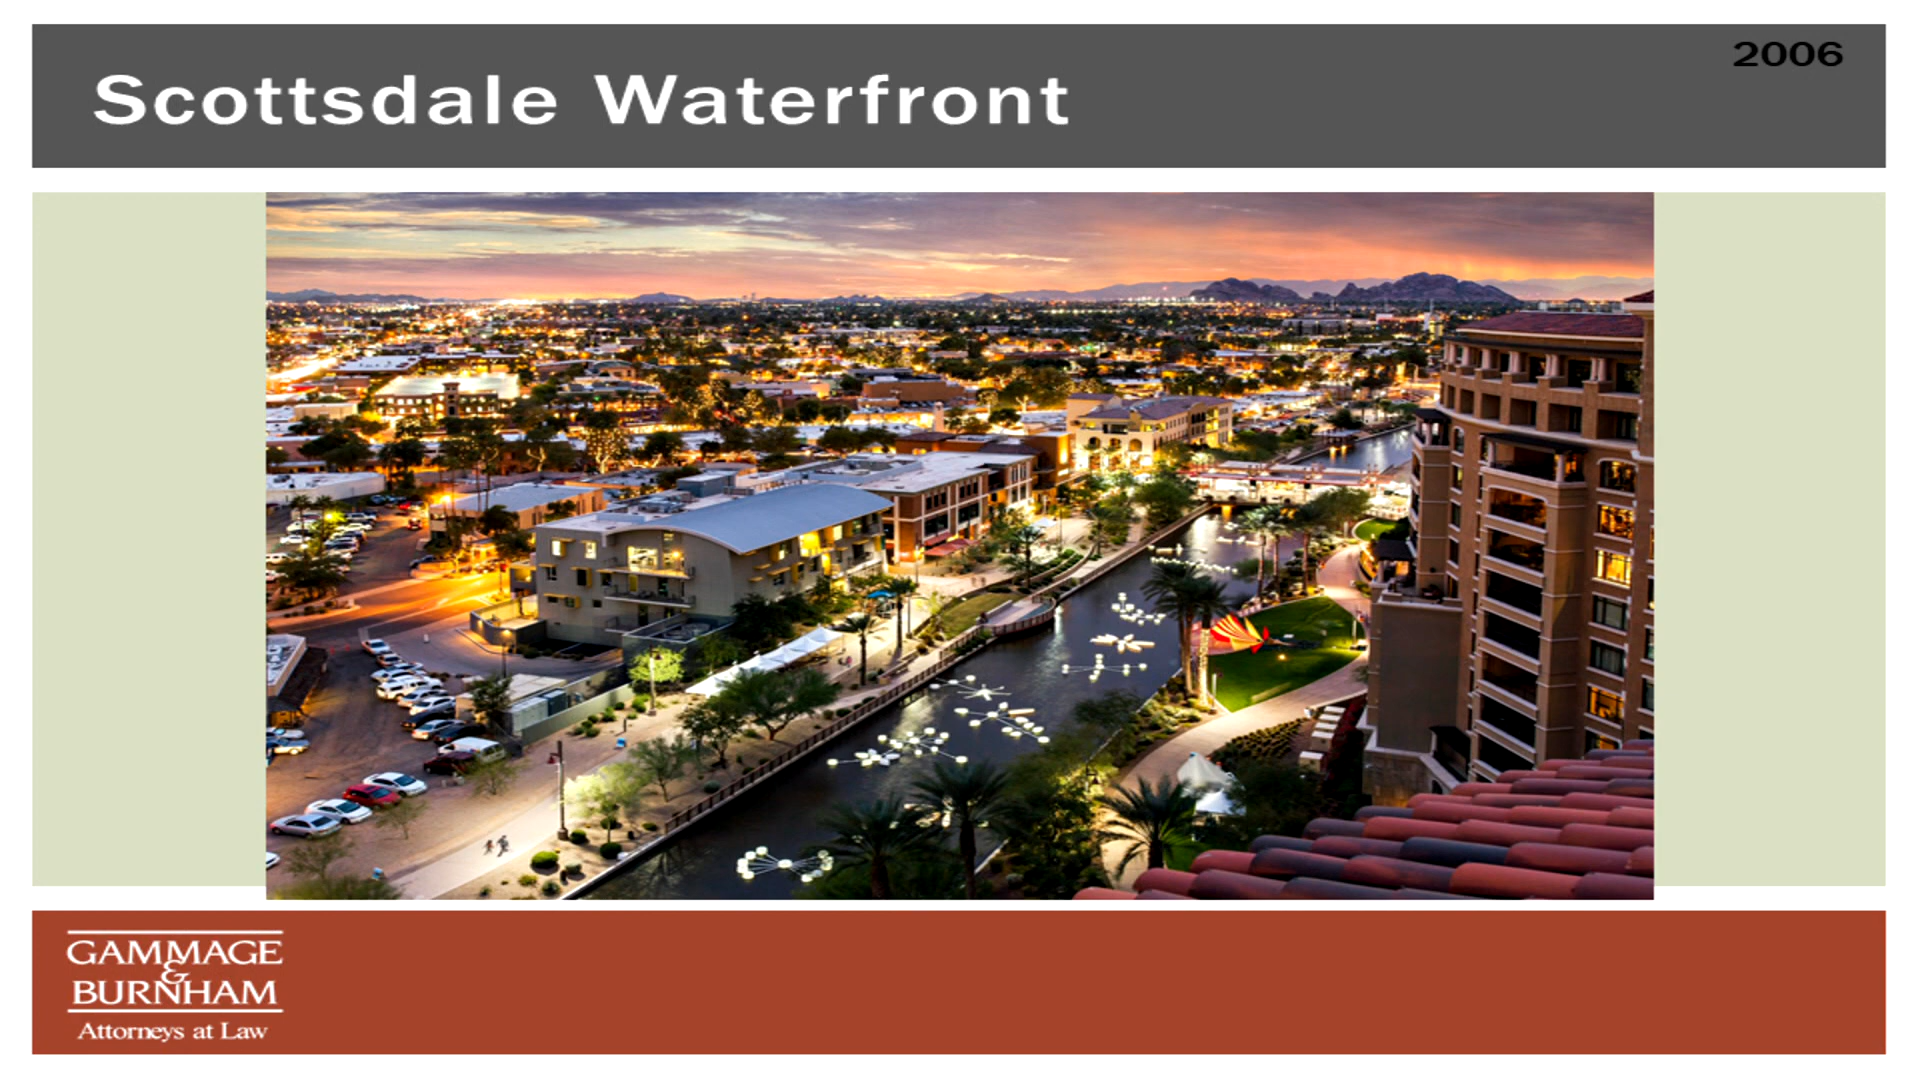 2006
Scottsdale Waterfront
GAMMAGE
&
BURNHAM
Attorneys at Law